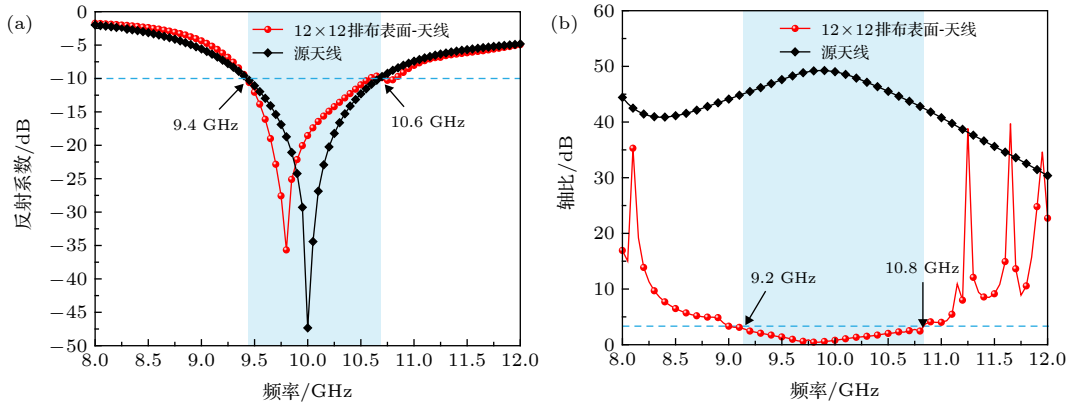 (a)
0
−5
−10
−15
−20
−25
−30
−35
−40
−45
−50
反射系数/dB
12×12排布表面-天线
源天线
9.4 GHz
10.6 GHz
8.0
9.0
9.5
10.0
10.5
11.0
11.5
12.0
频率/GHz
(b)
60
50
40
30
20
10
5
0
轴比/dB
12×12排布表面-天线
源天线
9.2 GHz
10.8 GHz
8.0
8.5
9.0
9.5
10.0
10.5
11.0
11.5
12.0
频率/GHz